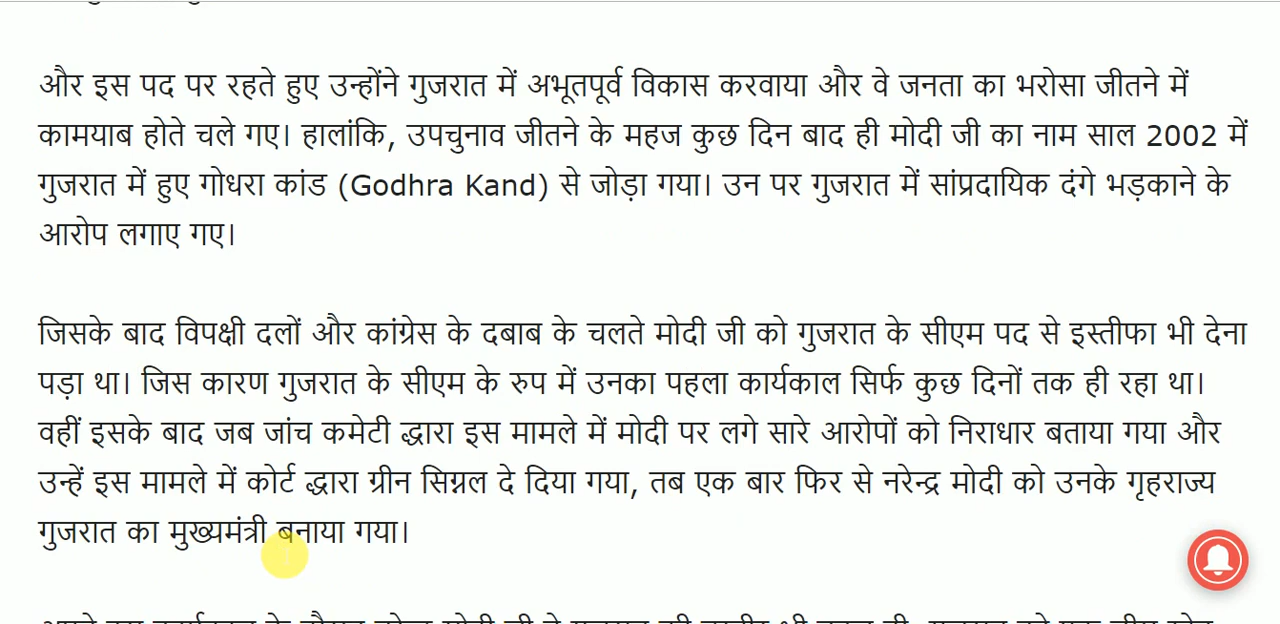 और इस पद पर रहते हुए उन्होंने गुजरात में अभूतपूर्व विकास करवाया और वे जनता का भरोसा जीतने में
कामयाब होते चले गए। हालांकि, उपचुनाव जीतने के महज कुछ दिन बाद ही मोदी जी का नाम साल 2002 में
गुजरात में हुए गोधरा कांड (Godhra Kand) से जोड़ा गया। उन पर गुजरात में सांप्रदायिक दंगे भड़काने के
आरोप लगाए गए।
जिसके बाद विपक्षी दलों और कांग्रेस के दबाब के चलते मोदी जी को गुजरात के सीएम पद से इस्तीफा भी देना
पड़ा था। जिस कारण गुजरात के सीएम के रुप में उनका पहला कार्यकाल सिर्फ कुछ दिनों तक ही रहा था।
वहीं इसके बाद जब जांच कमेटी द्धारा इस मामले में मोदी पर लगे सारे आरोपों को निराधार बताया गया और
उन्हें इस मामले में कोर्ट द्धारा ग्रीन सिग्नल दे दिया गया, तब एक बार फिर से नरेन्द्र मोदी को उनके गृहराज्य
गुजरात का मुख्यमंत्री बनाया गया।